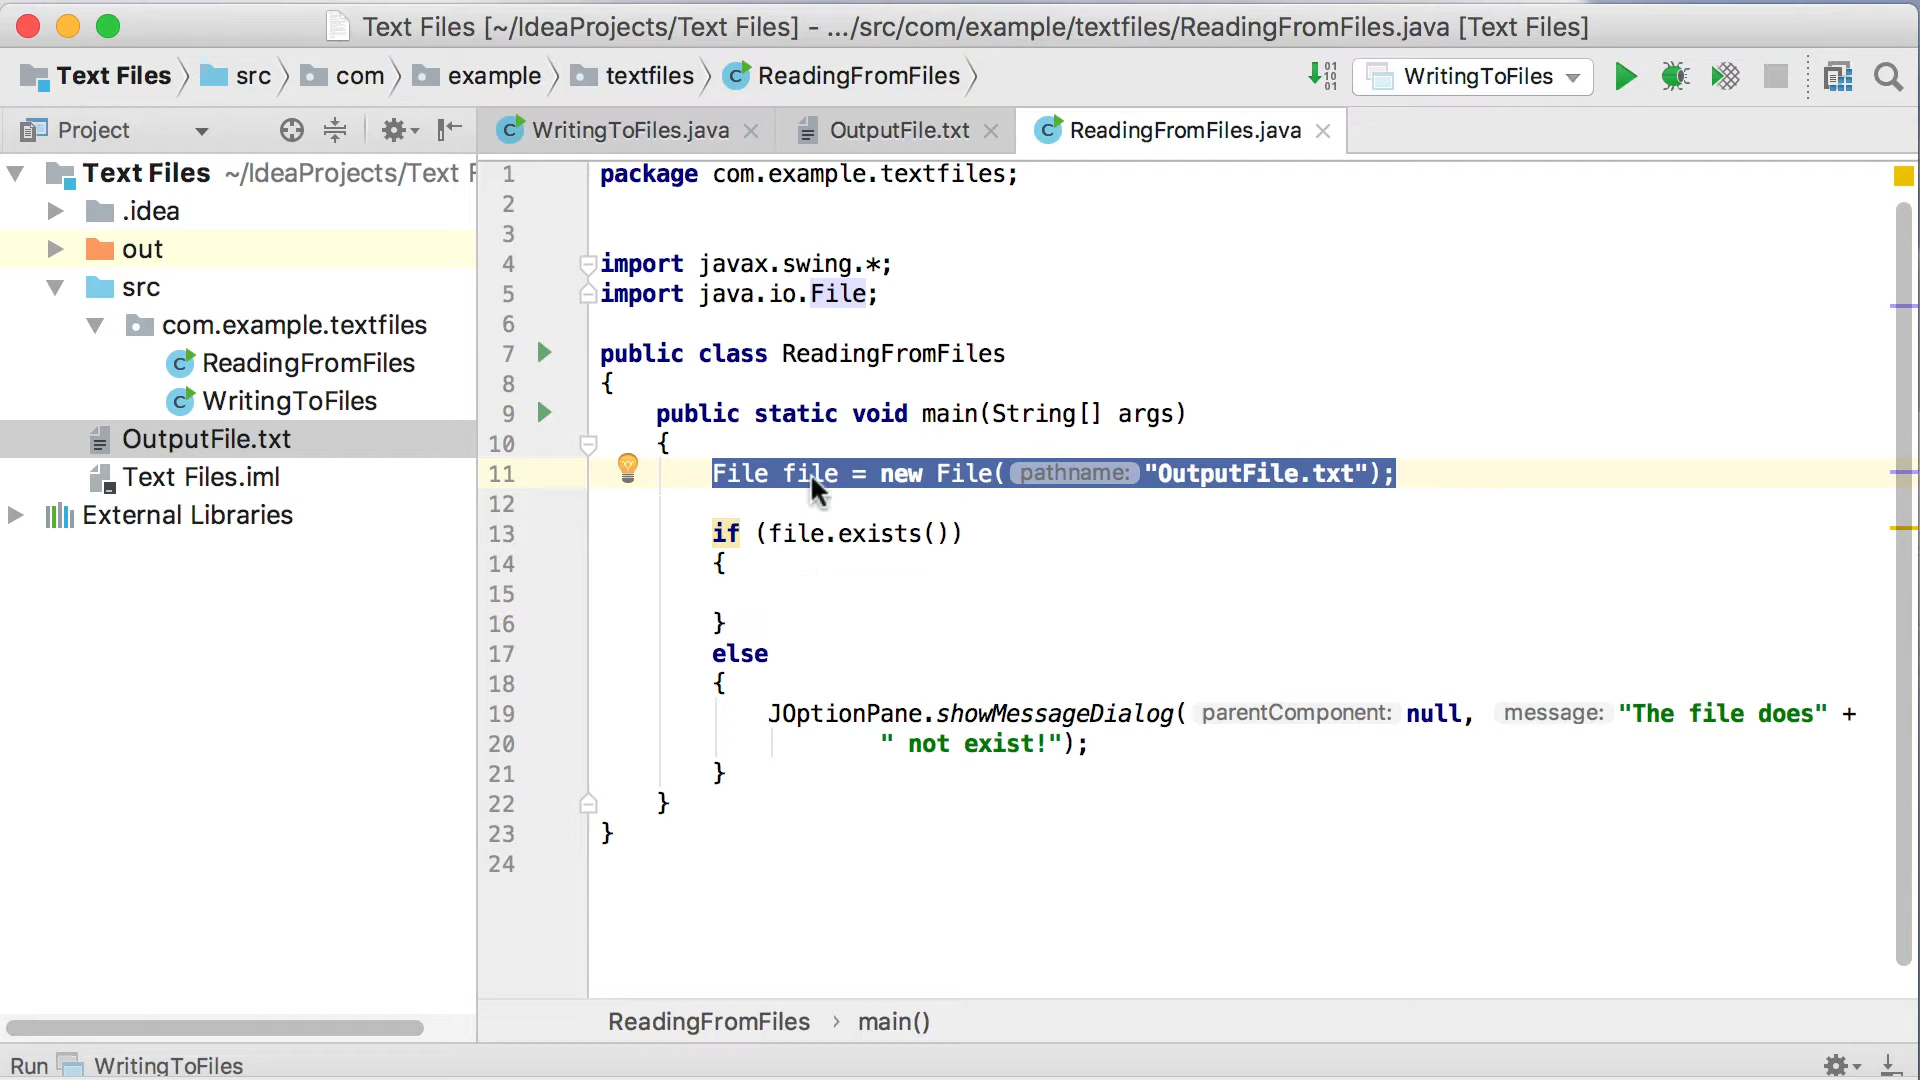 Text Files [~/IdeaProjects/Text Files] - .../src/com/example/textfiles/ReadingFromFiles.java [Text Files]
Text Files src com example textfiles ReadingFromFiles WritingToFiles
Project WritingToFiles.java OutputFile.txt ReadingFromFiles.java
Text Files ~/IdeaProjects/Text F
.idea
out
src
com.example.textfiles
ReadingFromFiles
WritingToFiles
OutputFile.txt
Text Files.iml
External Libraries
1 package com.example.textfiles;
2
3
4 import javax.swing.*;
5 import java.io.File;
6
7 public class ReadingFromFiles
8 {
9 public static void main(String[] args)
10 {
11 File file = new File( pathname: "OutputFile.txt");
12
13 if (file.exists())
14 {
15
16 }
17 else
18 {
19 JOptionPane.showMessageDialog( parentComponent: null, message: "The file does" +
20 " not exist!");
21 }
22 }
23 }
24
ReadingFromFiles › main()
Run WritingToFiles